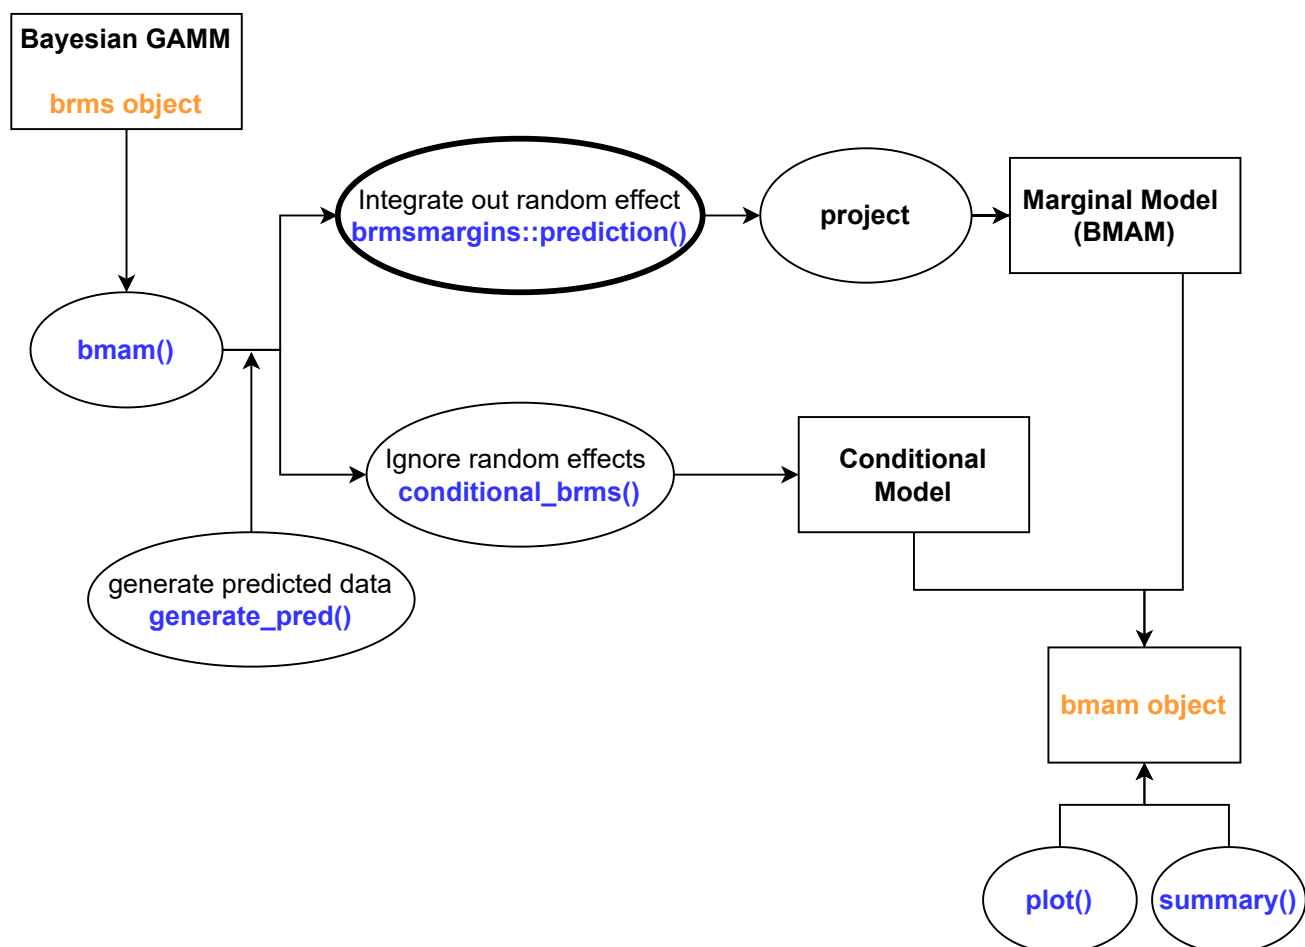 Bayesian GAMM
brms object
Integrate out random effect
brmsmargins::prediction()
project
Marginal Model
(BMAM)
bmam()
Ignore random effects
conditional_brms()
Conditional
Model
generate predicted data
generate_pred()
bmam object
plot()
summary()